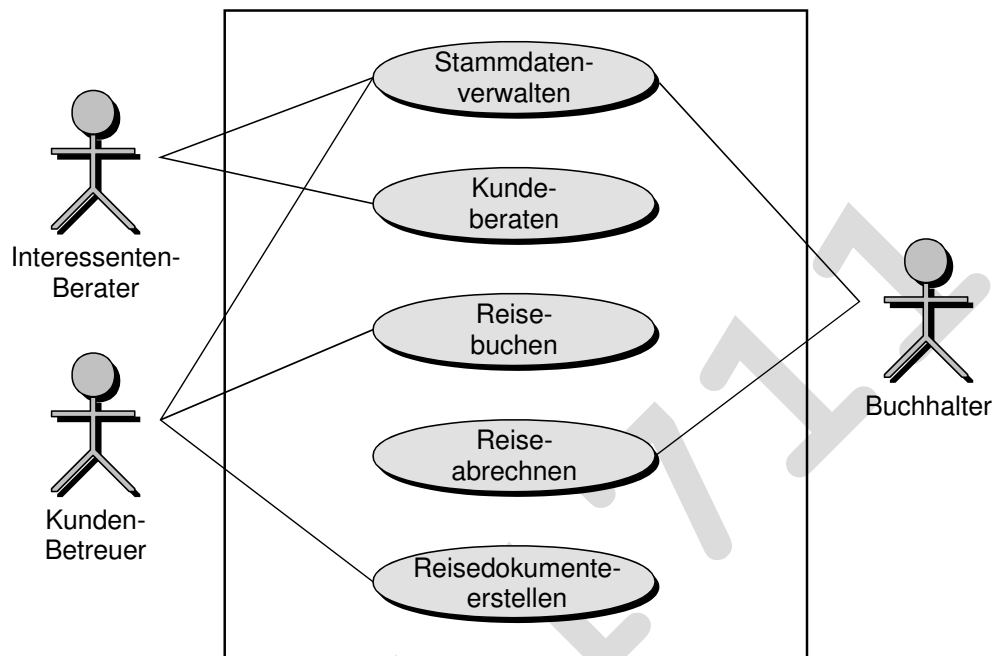 Stammdaten-
verwalten
Kunde-
beraten
Interessenten-
Berater
Reise-
buchen
Buchhalter
Reise-
abrechnen
Kunden-
Betreuer
Reisedokumente-
erstellen